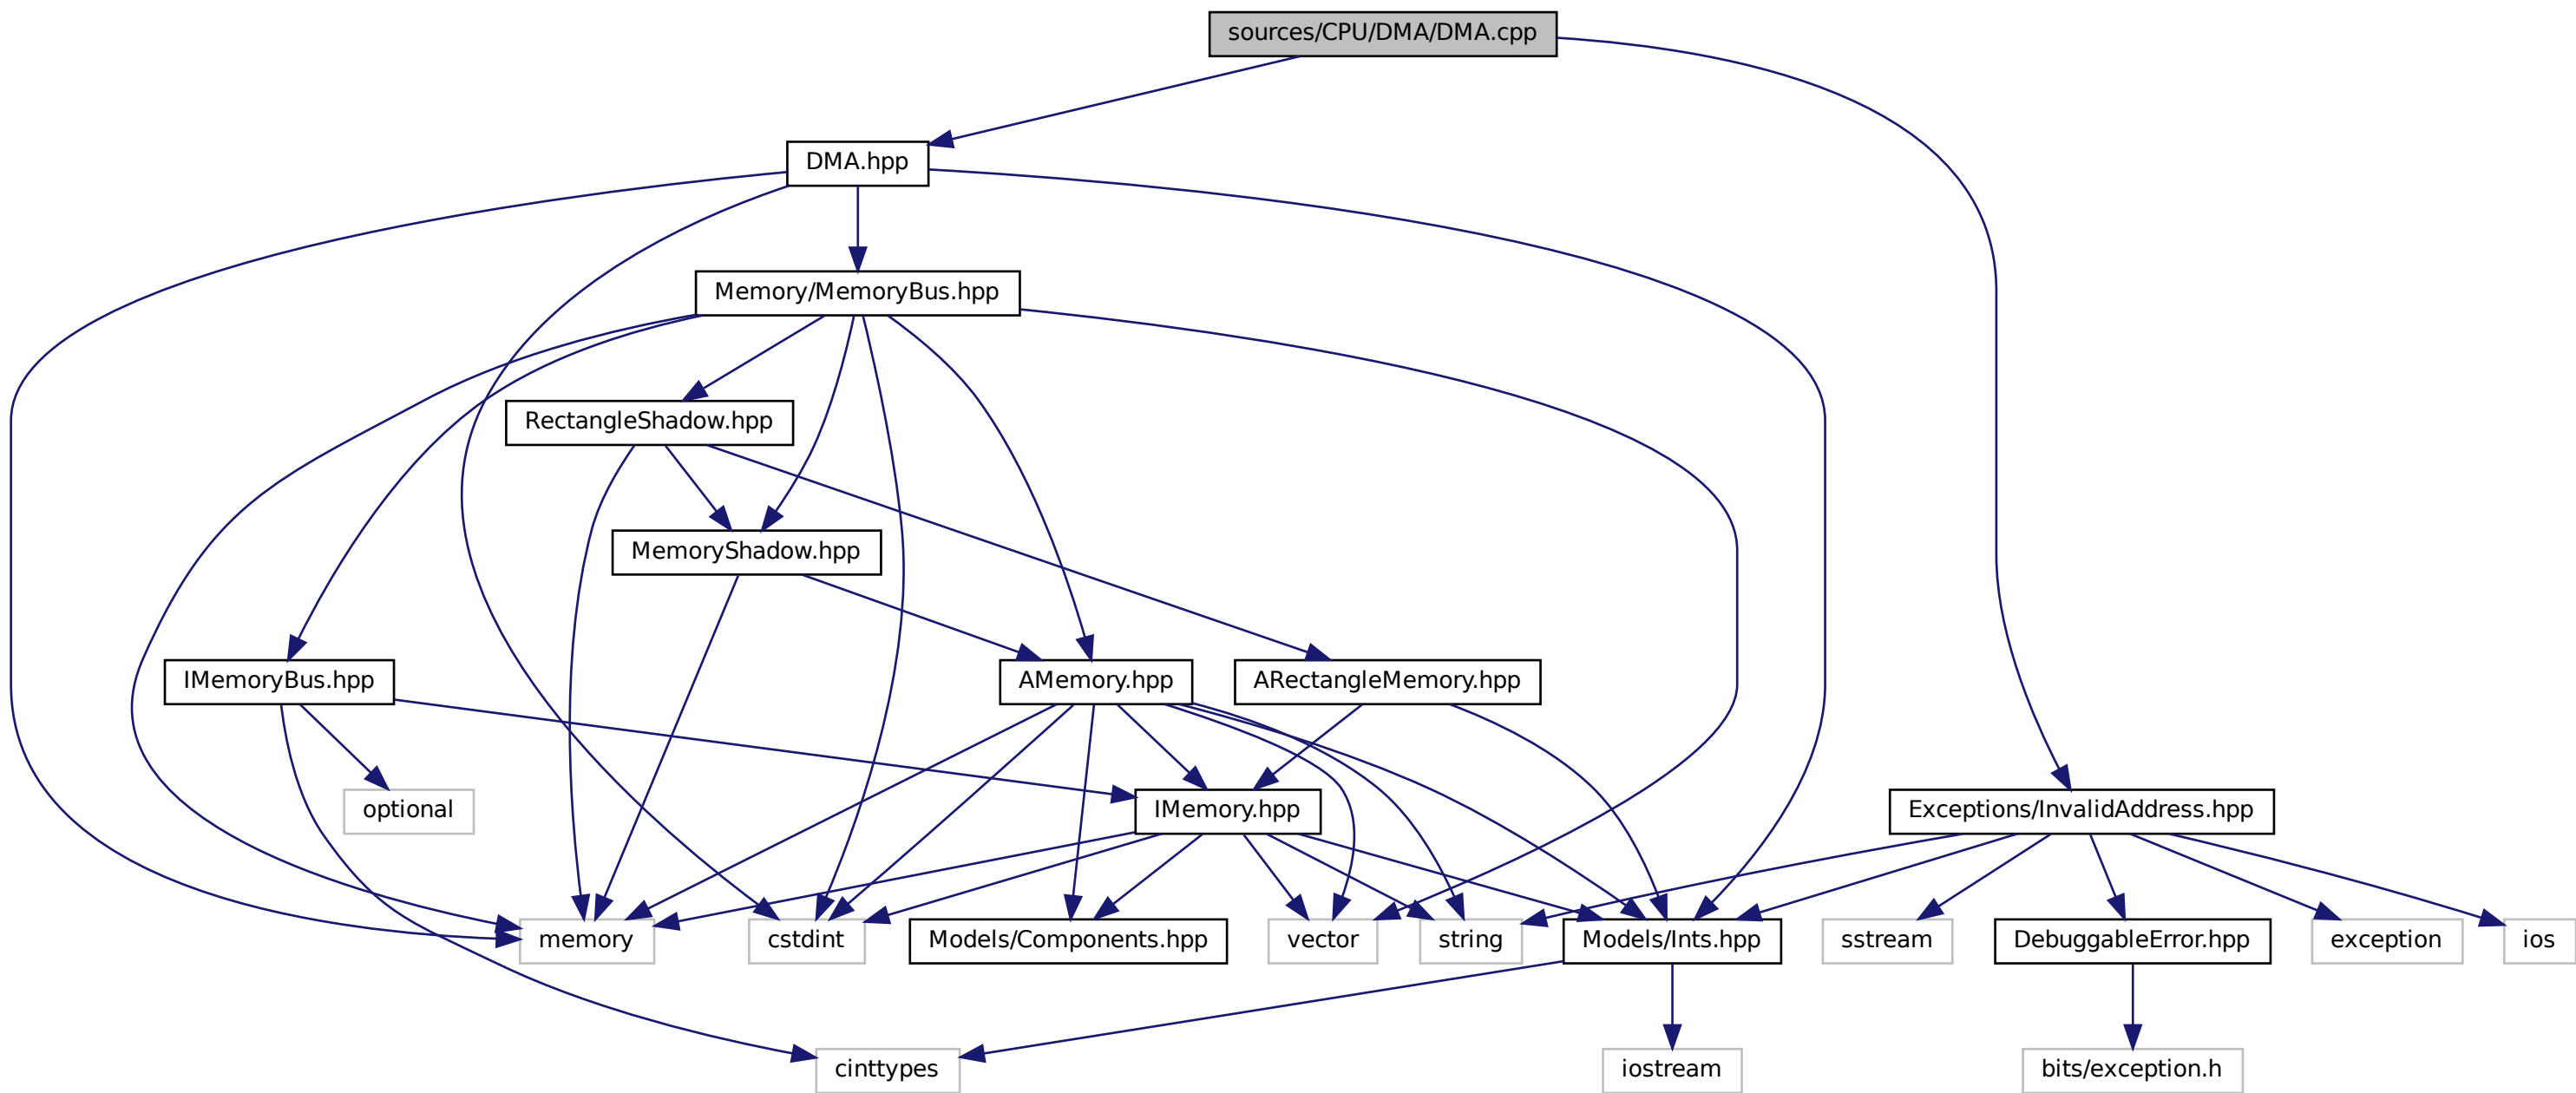 sources/CPU/DMA/DMA.cpp
DMA.hpp
Memory/MemoryBus.hpp
RectangleShadow.hpp
MemoryShadow.hpp
IMemoryBus.hpp
AMemory.hpp
ARectangleMemory.hpp
optional
IMemory.hpp
Exceptions/InvalidAddress.hpp
memory
cstdint
Models/Components.hpp
vector
string
Models/Ints.hpp
sstream
DebuggableError.hpp
exception
ios
cinttypes
iostream
bits/exception.h